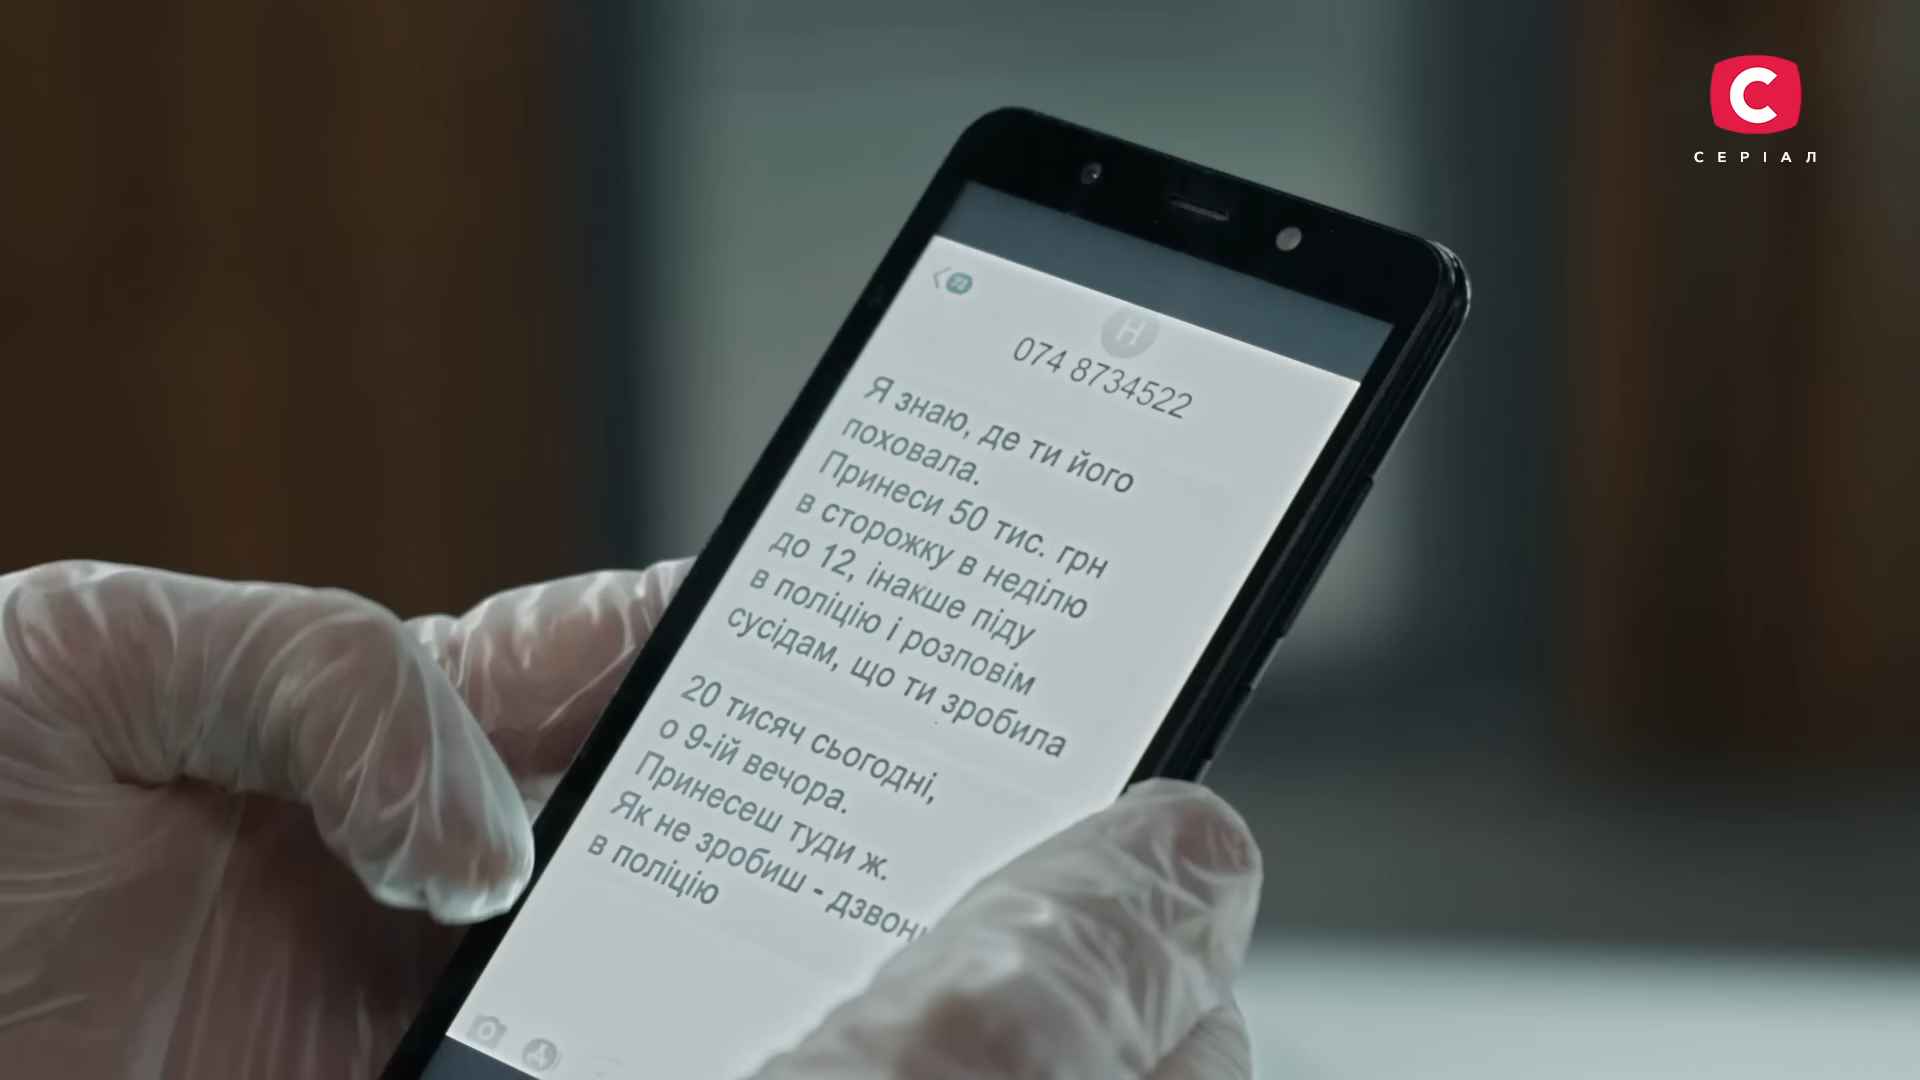 С
СЕРІАЛ
Н
074 8734522
Я знаю, де ти його
поховала.
Принеси 50 тис. грн
в сторожку в неділю
до 12, інакше піду
в поліцію і розповім
сусідам, що ти зробила
20 тисяч сьогодні,
о 9-ій вечора.
Принесеш туди ж.
Як не зробиш -
в поліцію